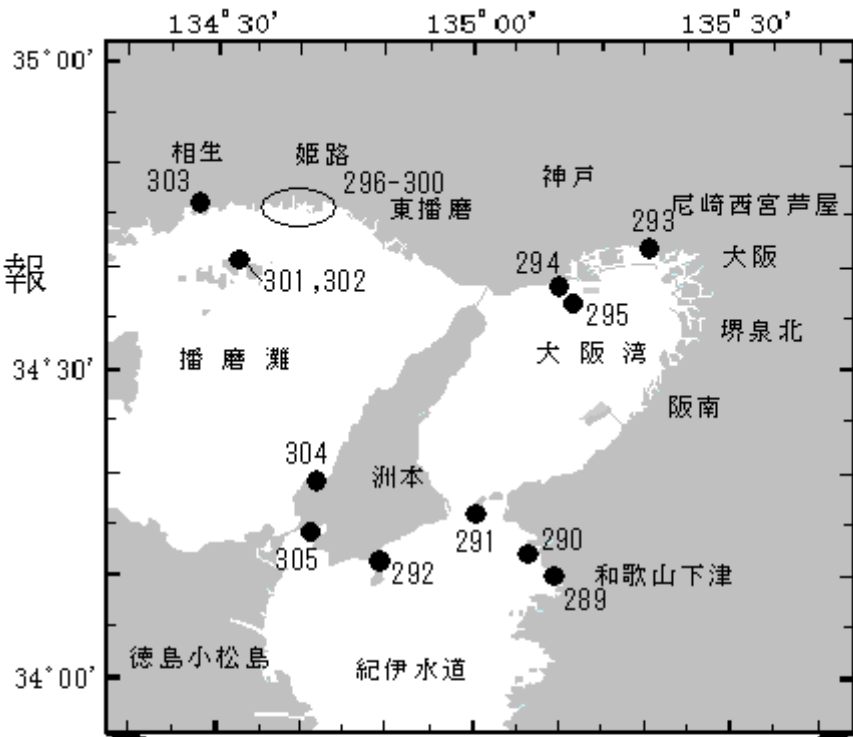 134°30' 135°00' 135°30'
35°00'
相生 姫路
303 296-300 神戸
東播磨 尼崎西宮芦屋
293
報 294 大阪
301,302 295
堺泉北
播磨灘 大阪湾
34°30'
阪南
304
洲本
305 291 290
292 和歌山下津
289
徳島小松島 紀伊水道
34°00'